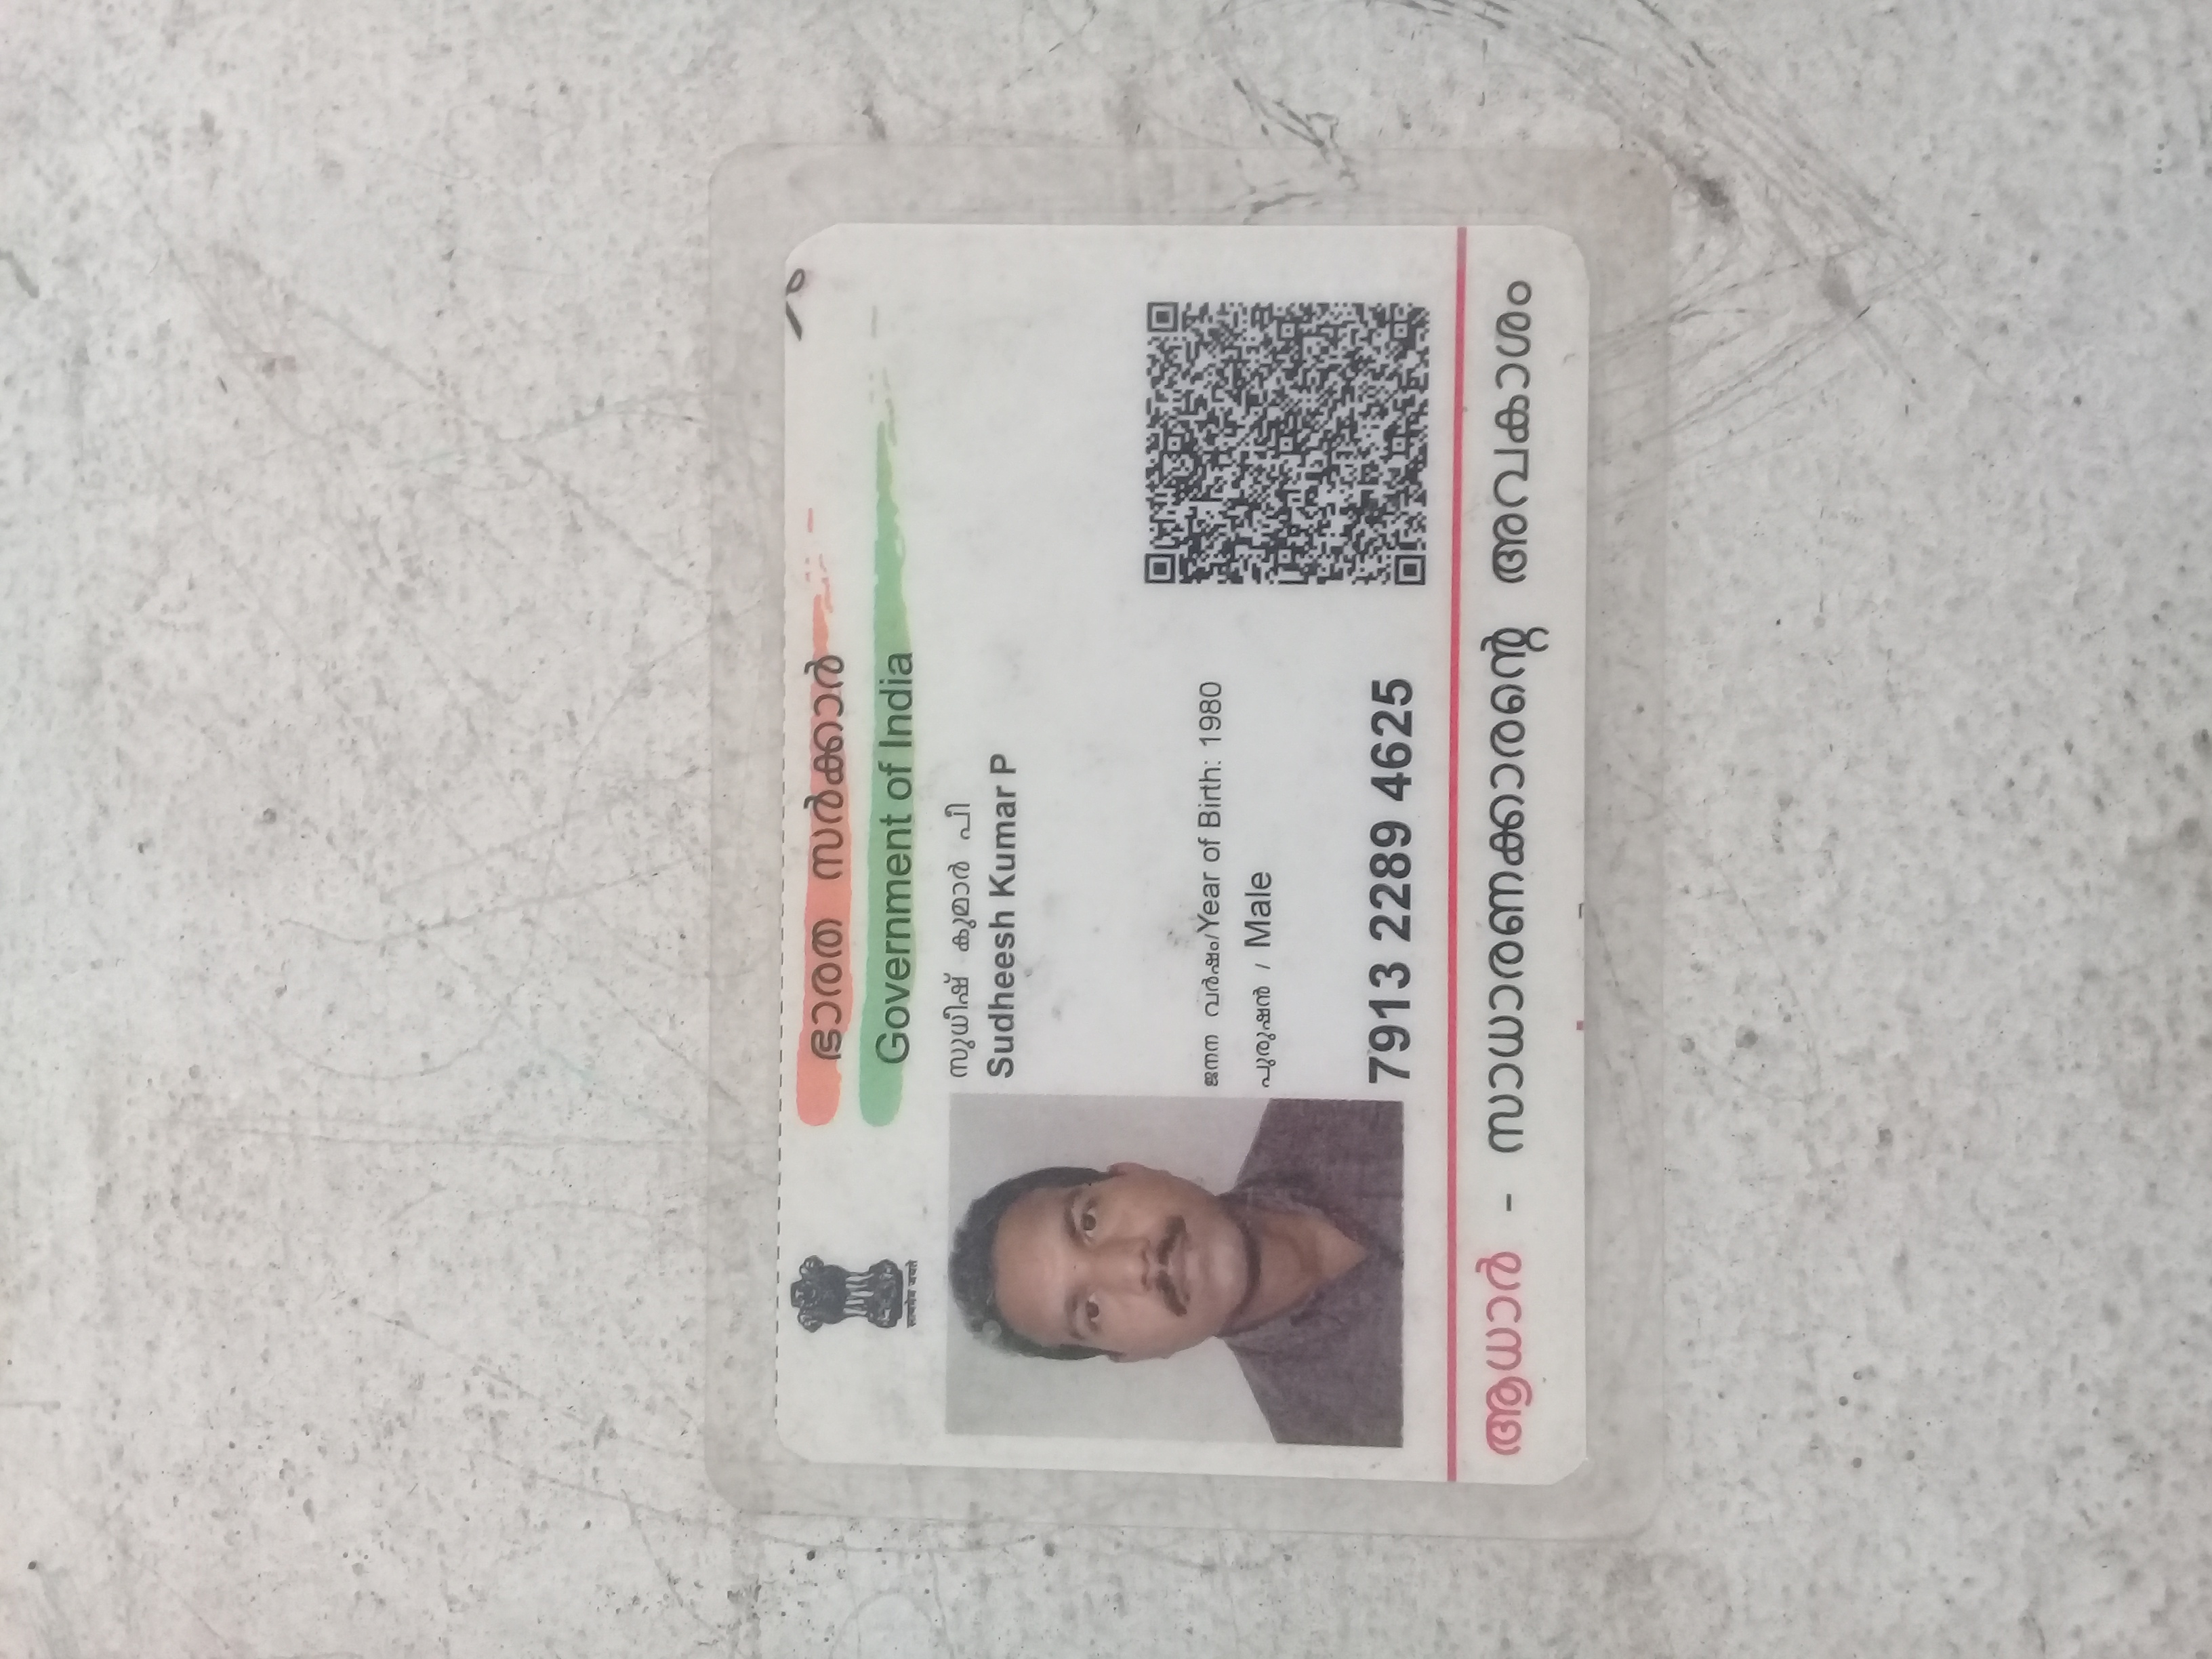 ഭാരത സർക്കാർ
Government of India
सत्यमेव जयते
സുധീഷ് കുമാർ പീ
Sudheesh Kumar P
ജനന വർഷം/Year of Birth: 1980
പുരുഷൻ / Male
7913 2289 4625
ആധാർ - സാധാരണക്കാരന്റെ അവകാശം